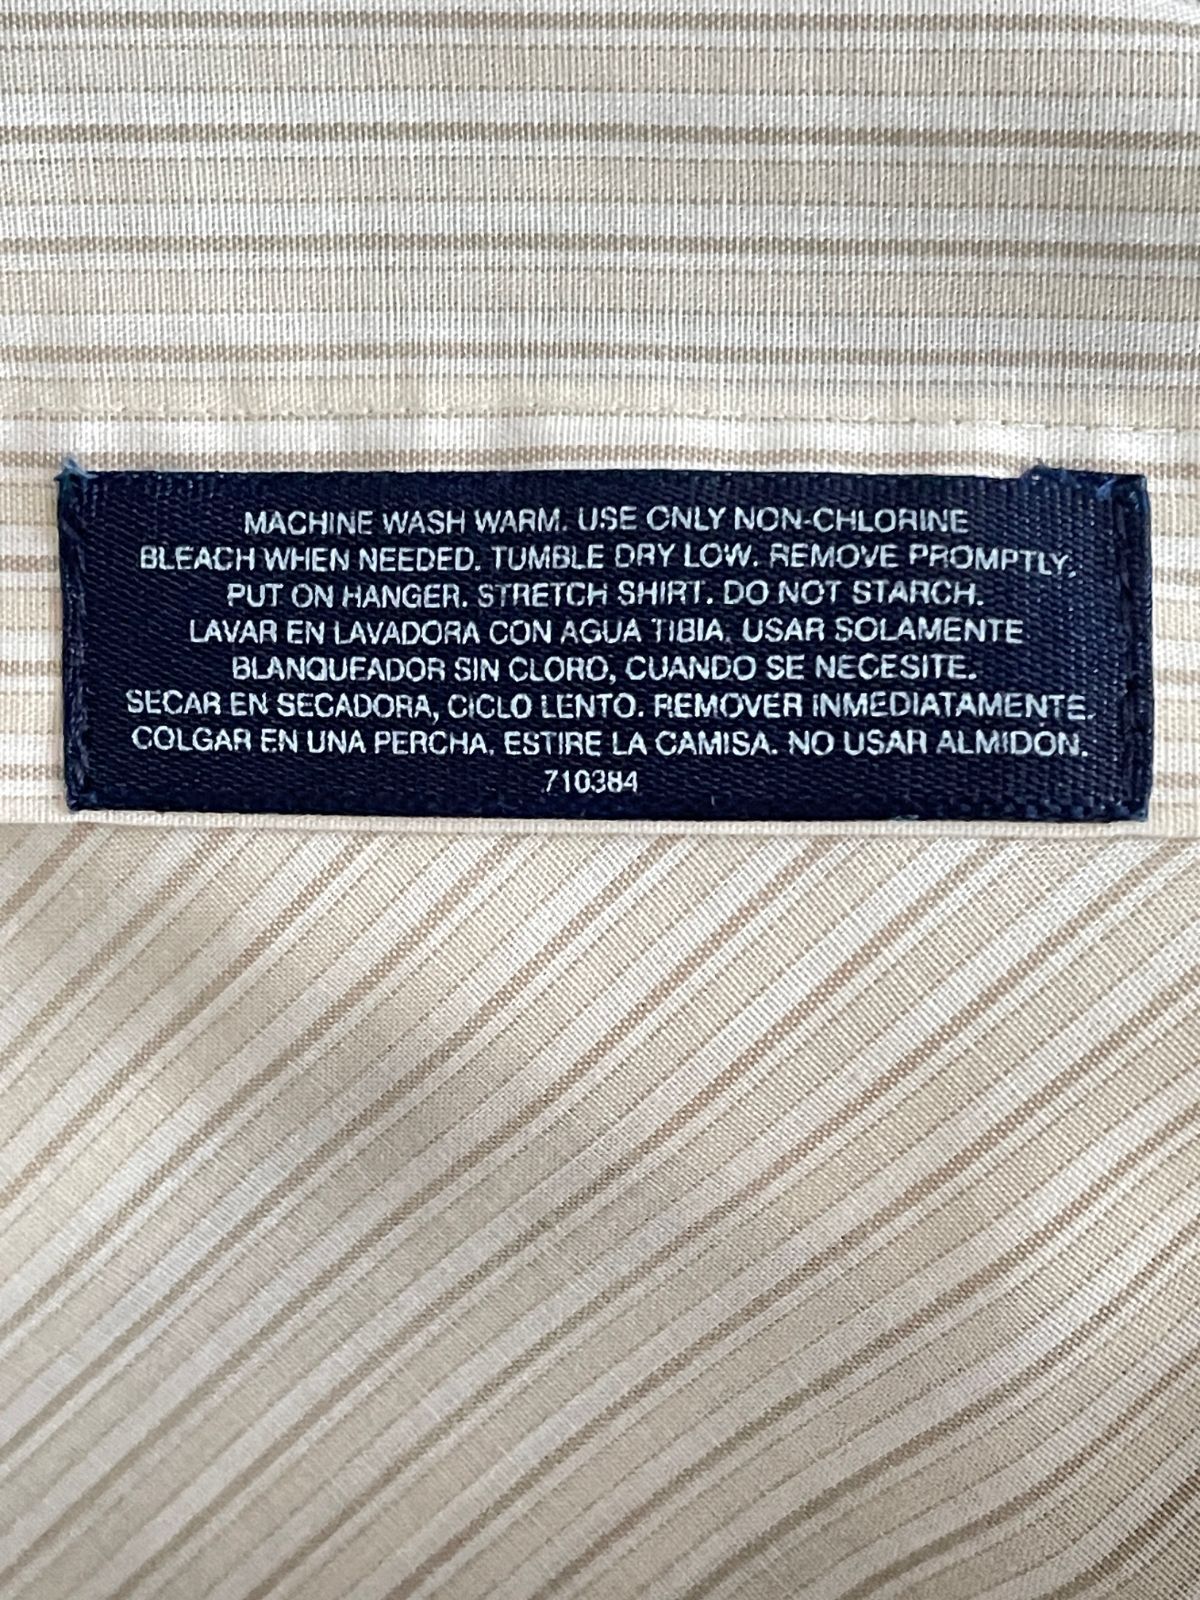 MACHINE WASH WARM. USE ONLY NON-CHLORINE
BLEACH WHEN NEEDED. TUMBLE DRY LOW. REMOVE PROMPTLY.
PUT ON HANGER. STRETCH SHIRT. DO NOT STARCH.
LAVAR EN LAVADORA CON AGUA TIBIA. USAR SOLAMENTE
BLANQUEADOR SIN CLORO, CUANDO SE NECESITE.
SECAR EN SECADORA, CICLO LENTO. REMOVER INMEDIATAMENTE.
COLGAR EN UNA PERCHA. ESTIRE LA CAMISA. NO USAR ALMIDON.
710384